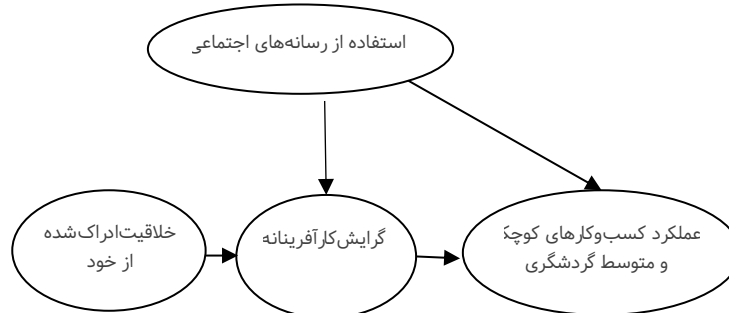 استفاده از رسانه‌های اجتماعی
خلاقیت‌ادراک‌شده
از خود
گرایش‌کارآفرینانه
عملکرد کسب‌وکارهای کوچک
و متوسط گردشگری